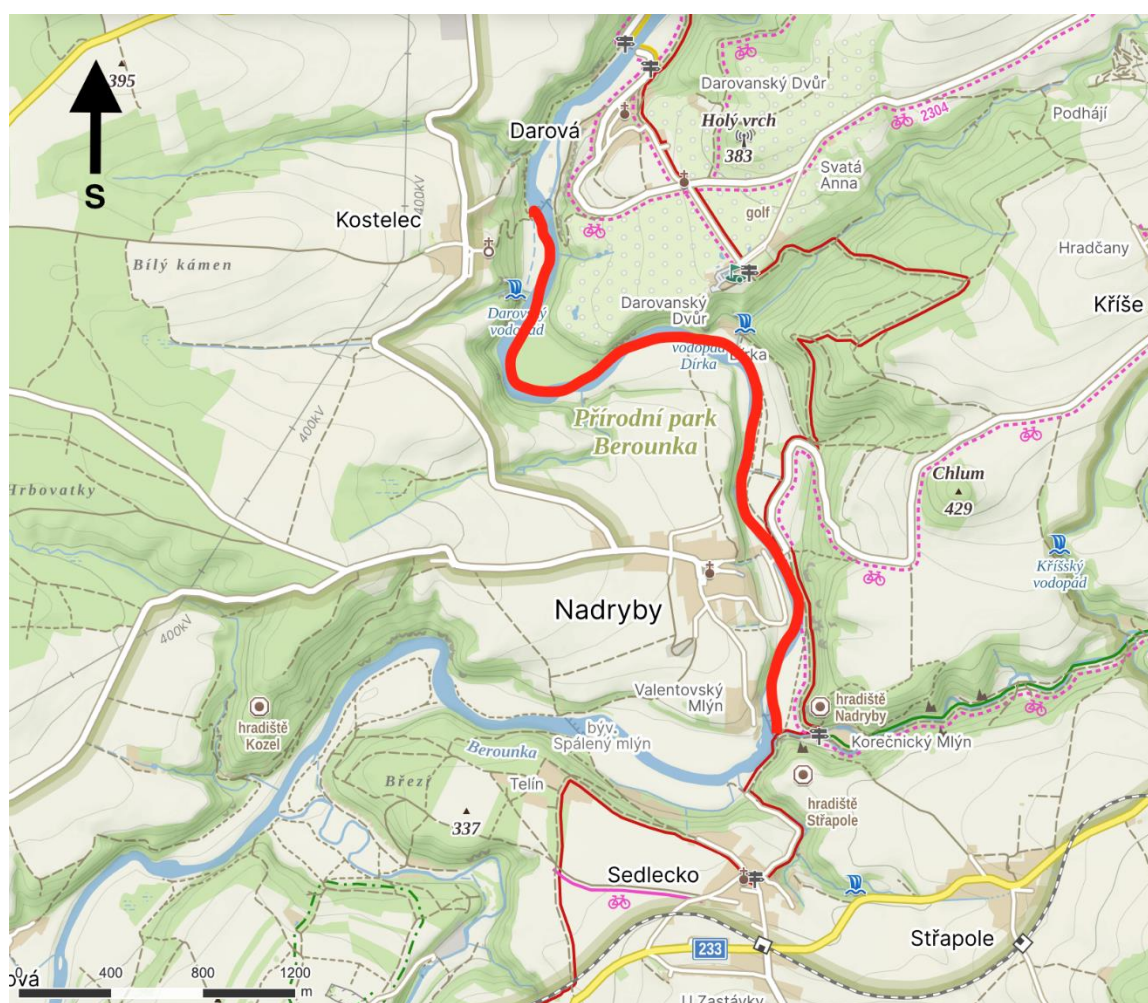 395
S
Darovanský Dvůr
Darová
Holý vrch
383
2304
Podhájí
Svatá
Anna
golf
Kostelec
400kV
Bílý kámen
Hradčany
Kříše
Darovský
vodopád
Darovanský
Dvůr
vodopád
Dírka
Dírka
400kV
Přírodní park
Berounka
Hrbovatky
Chlum
429
Kříšský
vodopád
400kV
Nadryby
Valentovský
Mlýn
hradiště
Nadryby
hradiště
Kozel
býv.
Spálený mlýn
Korečnický Mlýn
Berounka
Březí
Telín
337
hradiště
Střapole
Sedlecko
233
Střapole
ová
0 400 800 1200
m
U Zastávky